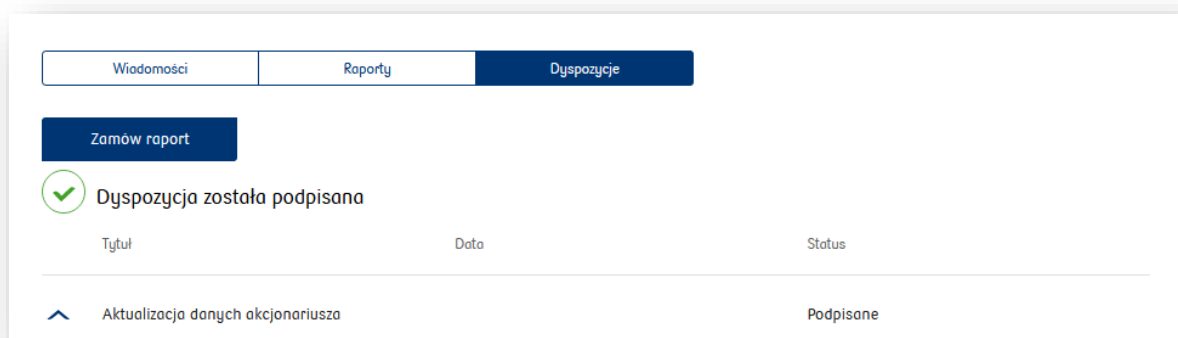 Wiadomości Raporty Dyspozycje
Zamów raport
Dyspozycja została podpisana
Tytuł Data Status
Aktualizacja danych akcjonariusza Podpisane